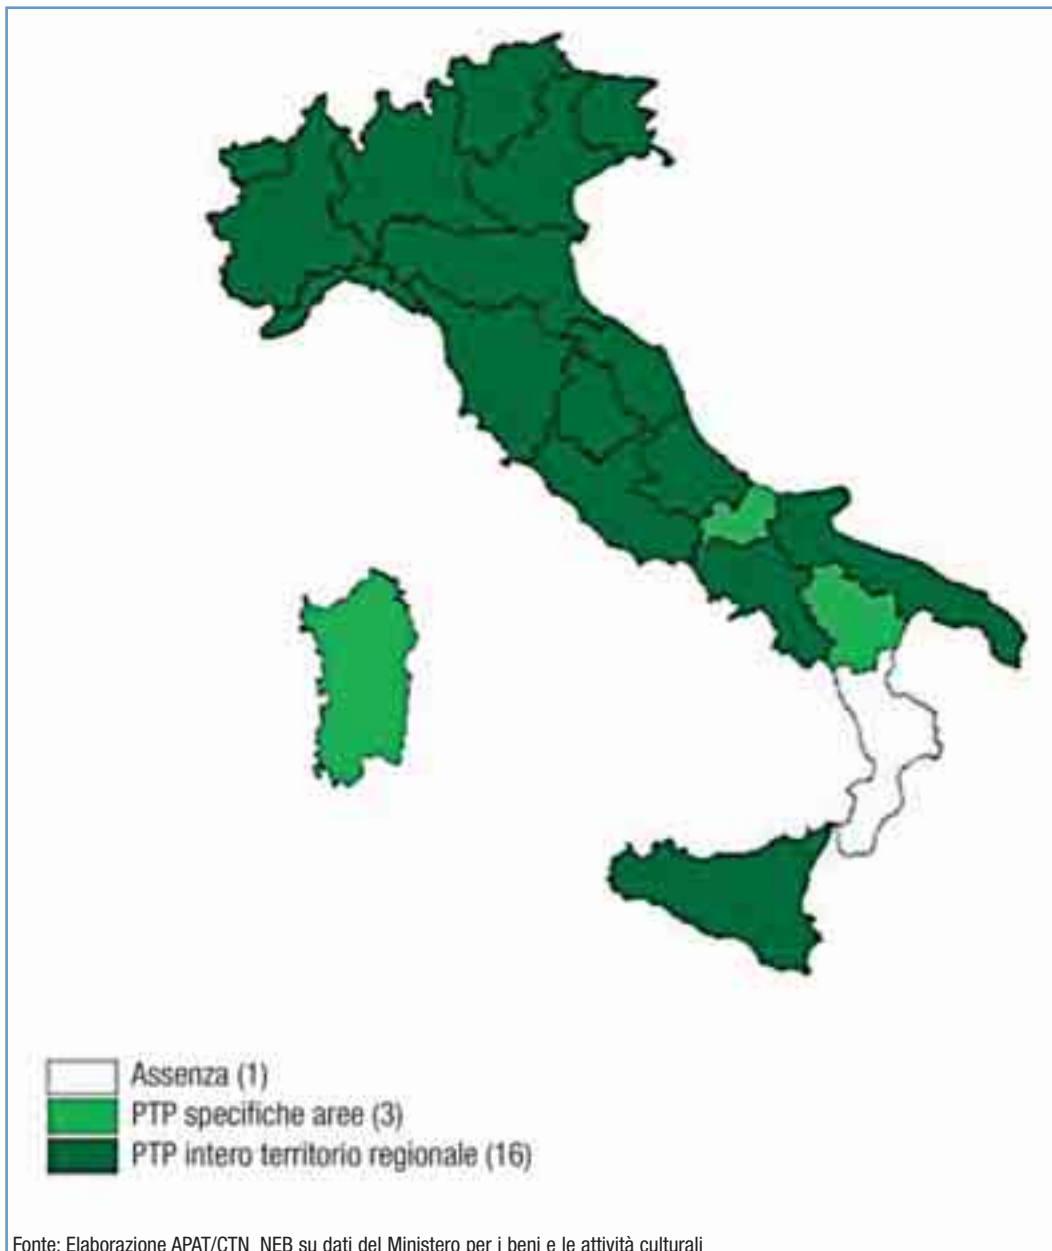 Assenza (1)
PTP specifiche aree (3)
PTP intero territorio regionale (16)
Fonte: Elaborazione APAT/CTN_NEB su dati del Ministero per i beni e le attività culturali